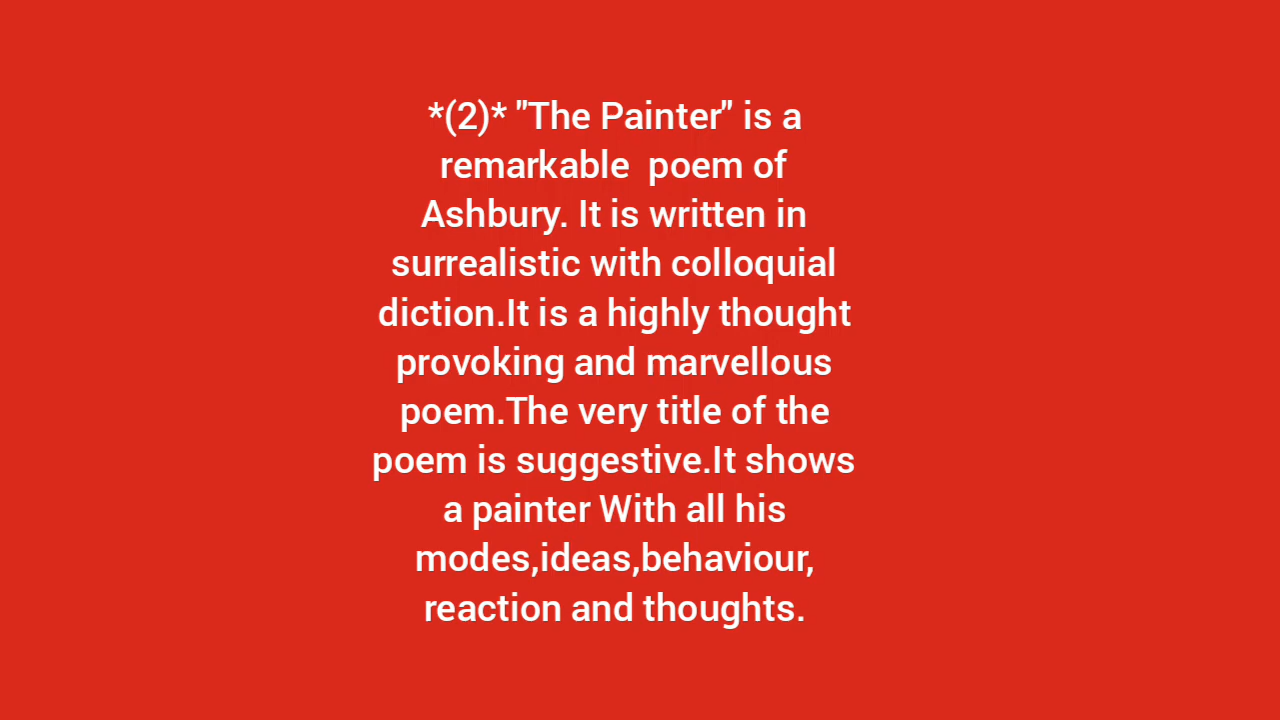 *(2)* "The Painter" is a
remarkable  poem of
Ashbury. It is written in
surrealistic with colloquial
diction.It is a highly thought
provoking and marvellous
poem.The very title of the
poem is suggestive.It shows
a painter With all his
modes,ideas,behaviour,
reaction and thoughts.